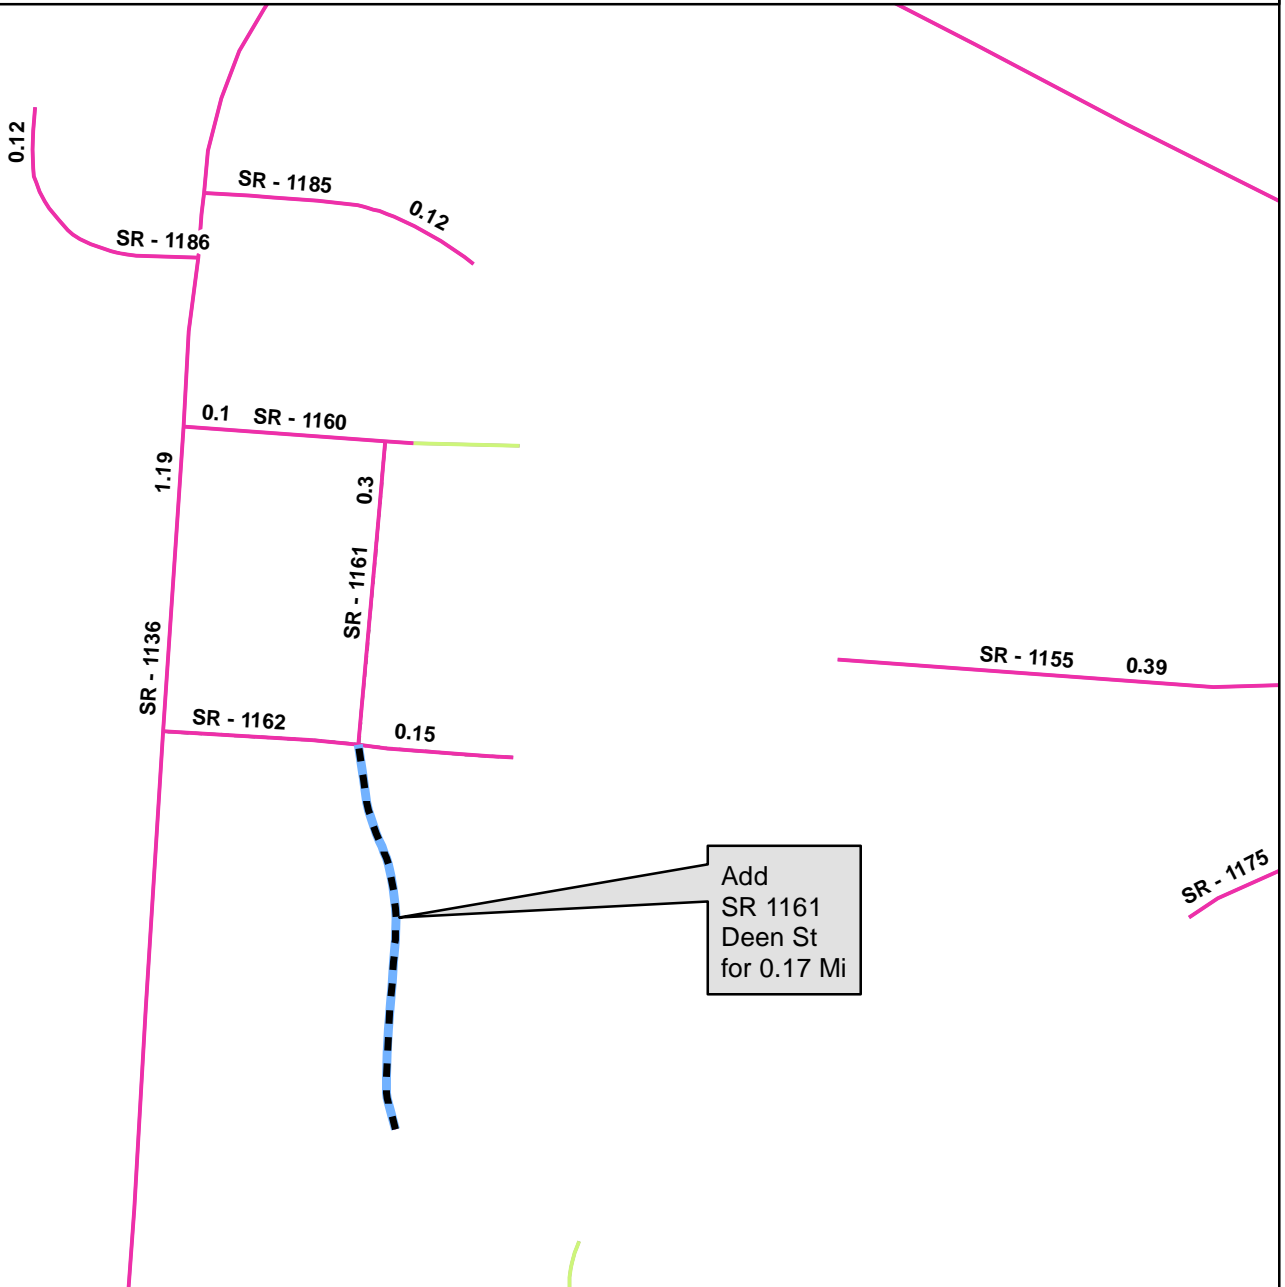 0.12
SR - 1185
0.12
SR - 1186
0.1 SR - 1160
1.19
0.3
SR - 1161
SR - 1136
SR - 1155 0.39
SR - 1162
0.15
SR - 1175
Add
SR 1161
Deen St
for 0.17 Mi